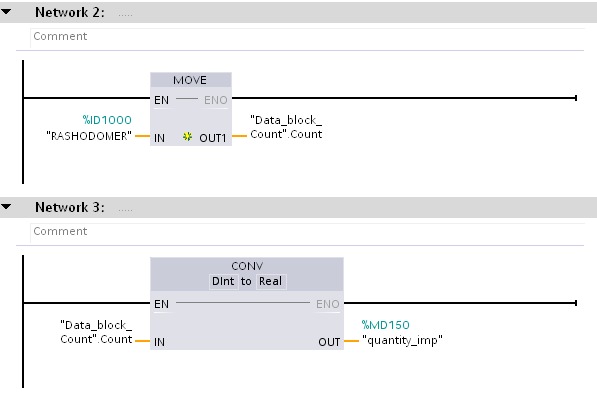 Network 2: .....
Comment
MOVE
EN ENO
%ID1000
"RASHODOMER" IN OUT1 "Data_block_
Count".Count
Network 3: .....
Comment
CONV
DInt to Real
EN ENO
"Data_block_
Count".Count IN OUT %MD150
"quantity_imp"